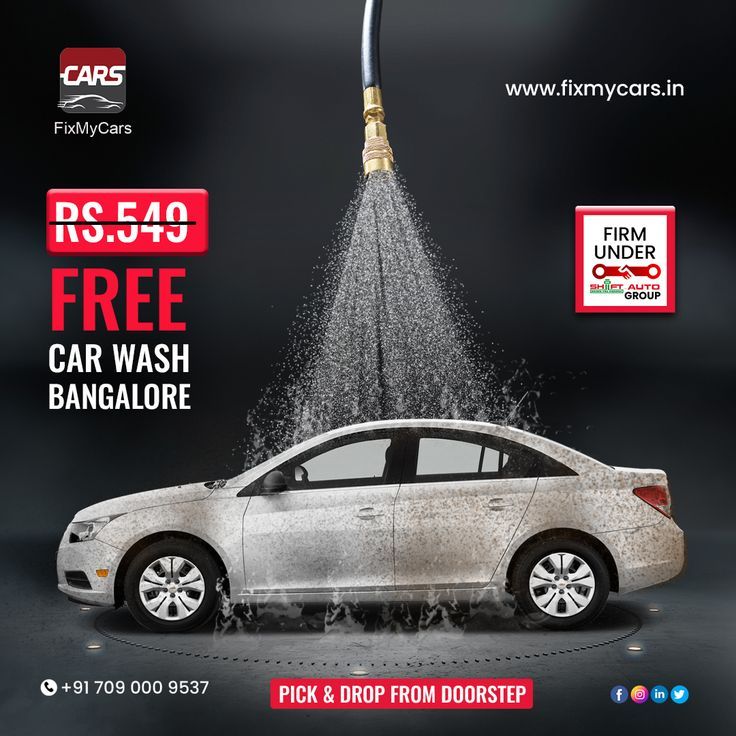 CARS
FixMyCars
www.fixmycars.in
RS.549
FREE
CAR WASH
BANGALORE
FIRM
UNDER
SHIFT AUTO
GROUP
+91 709 000 9537
PICK & DROP FROM DOORSTEP